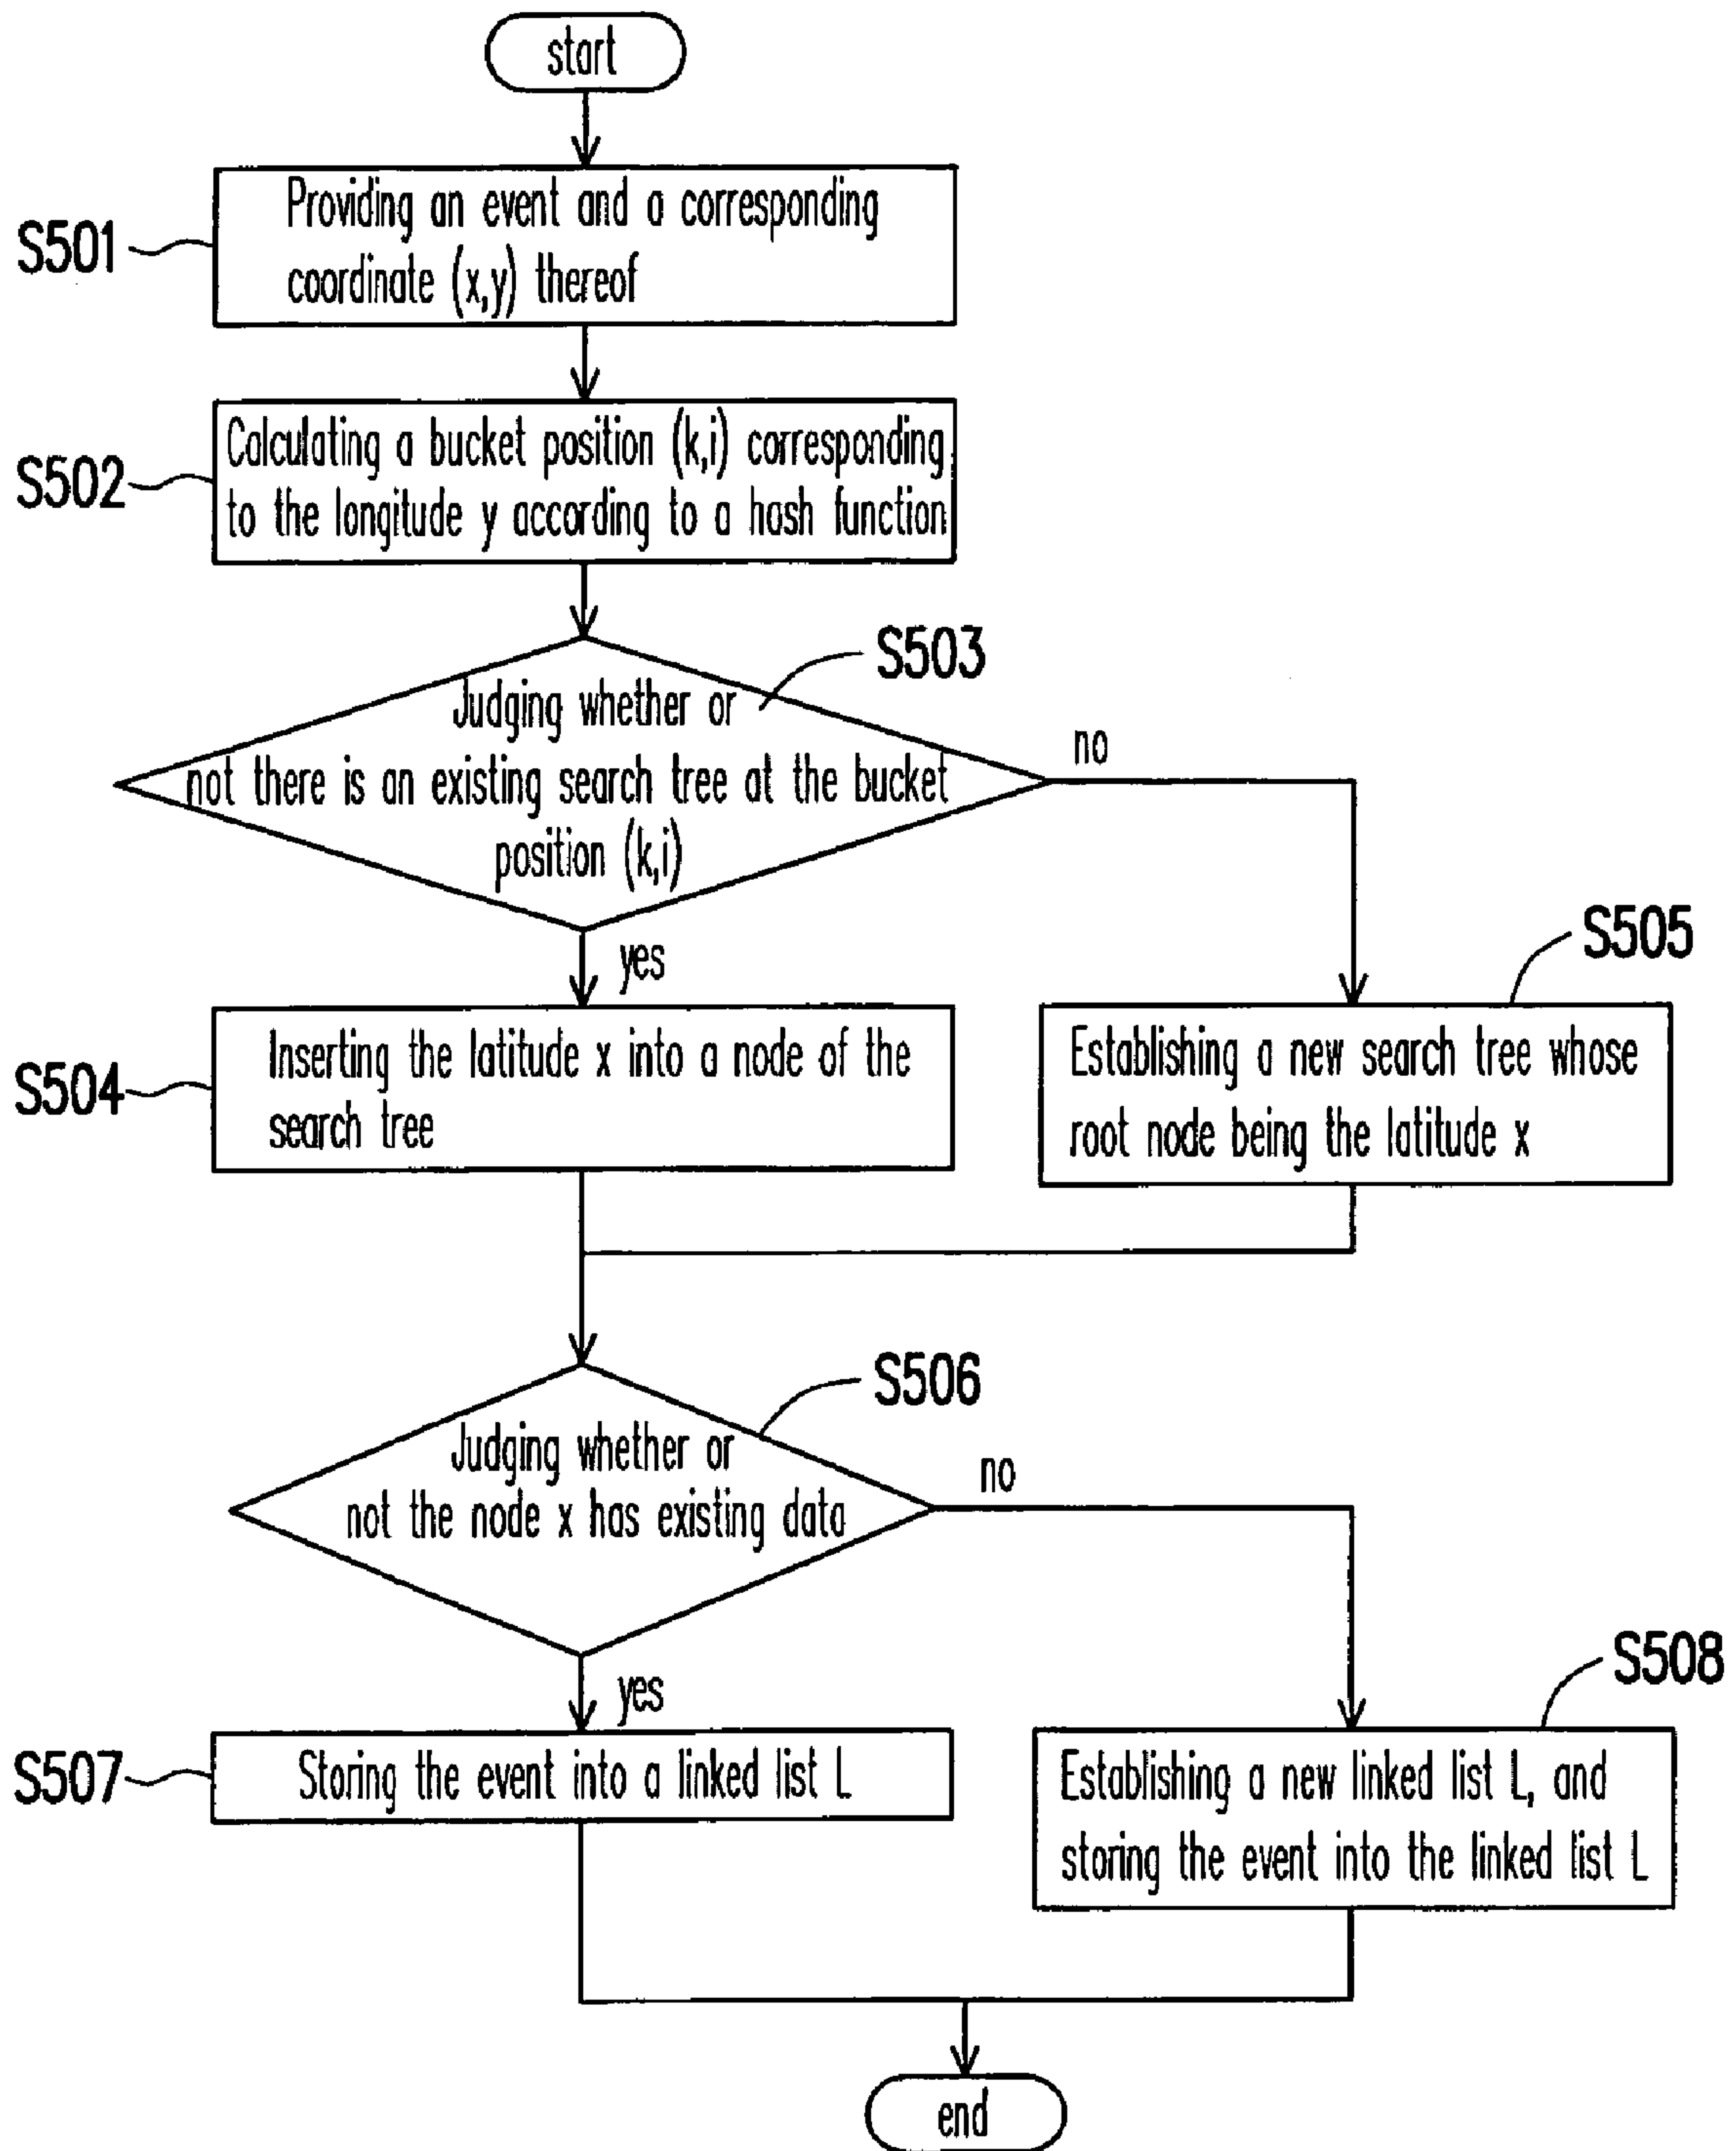 start
S501
Providing an event and a corresponding
coordinate (x,y) thereof
S502
Calculating a bucket position (k,i) corresponding
to the longitude y according to a hash function
S503
Judging whether or
not there is an existing search tree at the bucket
position (k,i)
no
yes
S504
Inserting the latitude x into a node of the
search tree
S505
Establishing a new search tree whose
root node being the latitude x
S506
Judging whether or
not the node x has existing data
no
yes
S507
Storing the event into a linked list L
S508
Establishing a new linked list L, and
storing the event into the linked list L
end